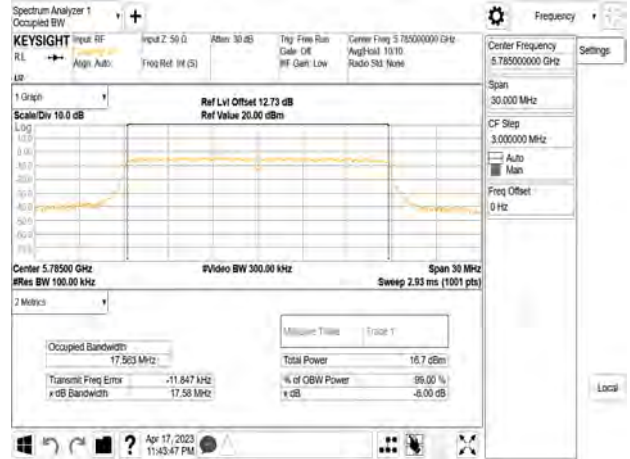 Spectrum Analyzer 1
Occupied BW
Frequency
KEYSIGHT
Input: RF
Input Z: 50 Ω
Atten: 30 dB
Trig: Free Run
Center Freq: 5.785000000 GHz
RL
Gate: Off
Avg|Hold: 10/10
Align: Auto
Freq Ref: Int (S)
#IF Gain: Low
Radio Std: None
Center Frequency
5.785000000 GHz
Settings
Span
30.000 MHz
CF Step
3.000000 MHz
Auto
Man
Freq Offset
0 Hz
1 Graph
Ref Lvl Offset 12.73 dB
Scale/Div 10.0 dB
Ref Value 20.00 dBm
Log
Center 5.78500 GHz
#Video BW 300.00 kHz
Span 30 MHz
#Res BW 100.00 kHz
Sweep 2.93 ms (1001 pts)
2 Metrics
Measure Trace
Trace 1
Occupied Bandwidth
17.563 MHz
Total Power
16.7 dBm
Transmit Freq Error
-11.847 kHz
% of OBW Power
99.00 %
x dB Bandwidth
17.58 MHz
x dB
-6.00 dB
Local
Apr 17, 2023
11:43:47 PM